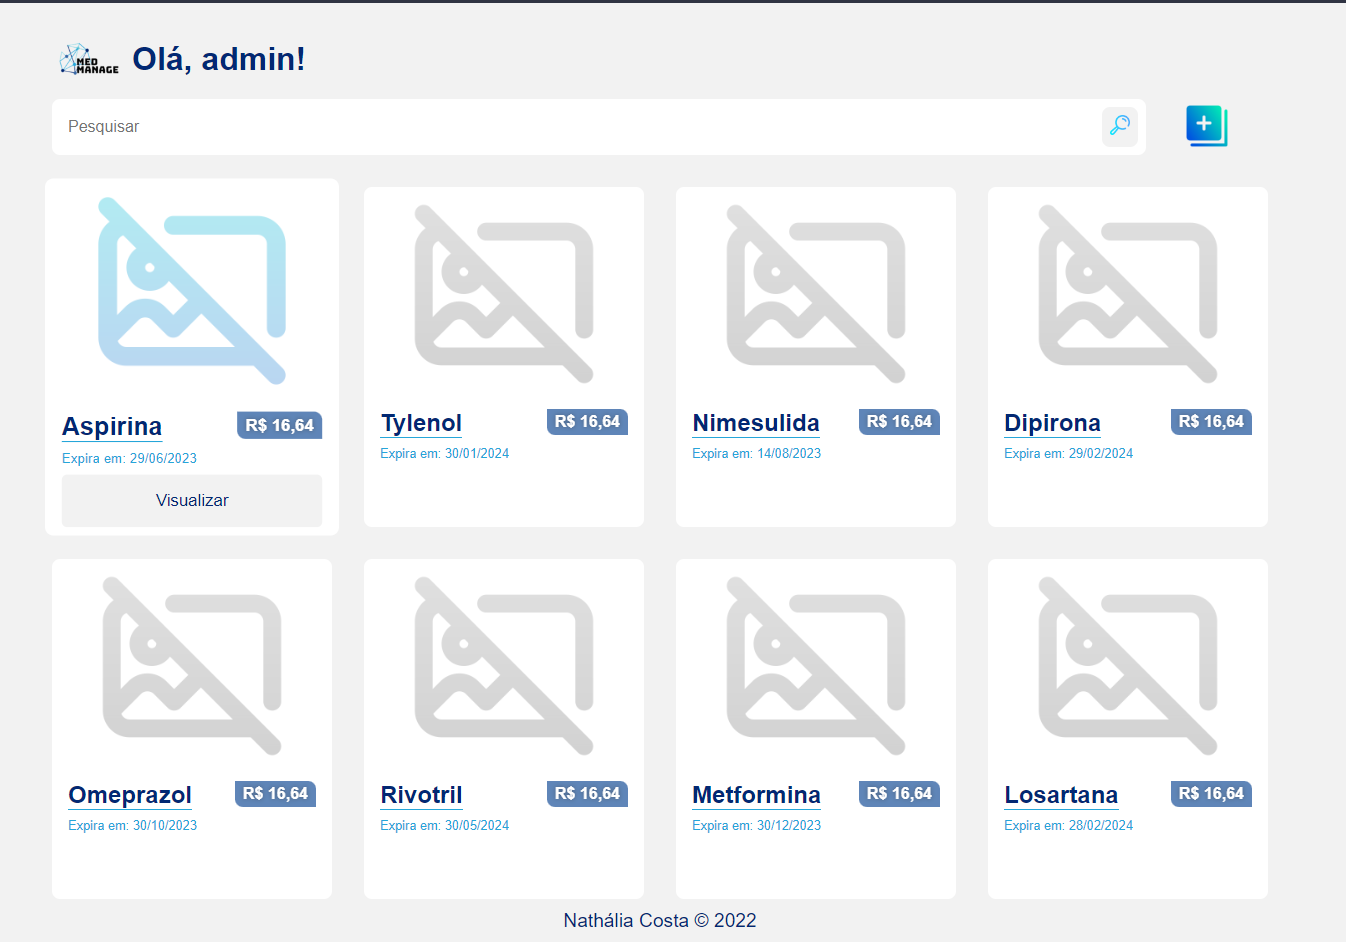 MED
MANAGE
Olá, admin!
Pesquisar
Aspirina
R$ 16,64
Expira em: 29/06/2023
Visualizar
Tylenol
R$ 16,64
Expira em: 30/01/2024
Nimesulida
R$ 16,64
Expira em: 14/08/2023
Dipirona
R$ 16,64
Expira em: 29/02/2024
Omeprazol
R$ 16,64
Expira em: 30/10/2023
Rivotril
R$ 16,64
Expira em: 30/05/2024
Metformina
R$ 16,64
Expira em: 30/12/2023
Losartana
R$ 16,64
Expira em: 28/02/2024
Nathália Costa © 2022